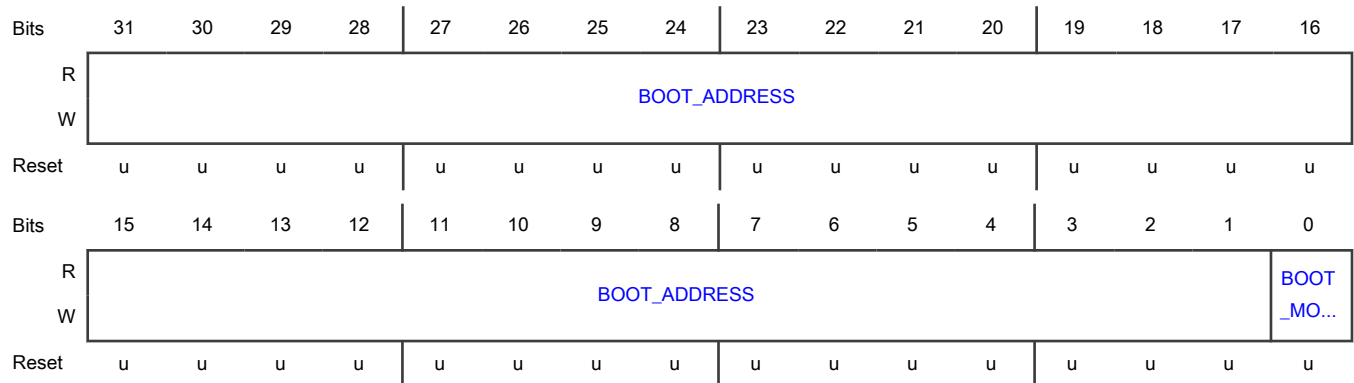 Bits 31 30 29 28 27 26 25 24 23 22 21 20 19 18 17 16
R
BOOT_ADDRESS
W
Reset u u u u u u u u u u u u u u u u
Bits 15 14 13 12 11 10 9 8 7 6 5 4 3 2 1 0
R
BOOT_ADDRESS
BOOT
_MO...
W
Reset u u u u u u u u u u u u u u u u